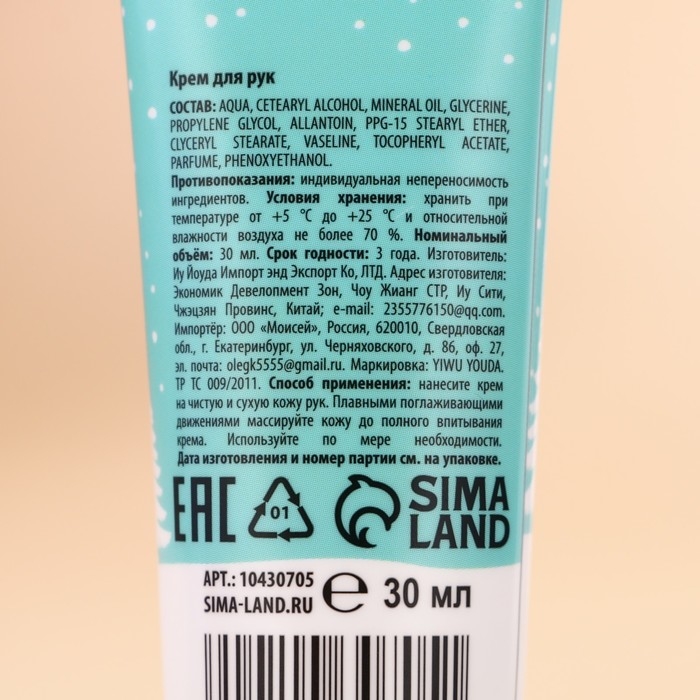 Крем для рук
СОСТАВ: AQUA, CETEARYL ALCOHOL, MINERAL OIL, GLYCERINE,
PROPYLENE GLYCOL, ALLANTOIN, PPG-15 STEARYL ETHER,
CLYCERYL STEARATE, VASELINE, TOCOPHERYL ACETATE,
PARFUME, PHENOXYETHANOL.
Противопоказания: индивидуальная непереносимость
ингредиентов. Условия хранения: хранить при
температуре от +5 °C до +25 °C и относительной
влажности воздуха не более 70 %. Номинальный
объём: 30 мл. Срок годности: 3 года. Изготовитель:
Иу Йоуда Импорт энд Экспорт Ко, ЛТД. Адрес изготовителя:
Экономик Девелопмент Зон, Чоу Жианг СТР, Иу Сити,
Чжэцзян Провинс, Китай; e-mail: 2355776150@qq.com.
Импортёр: ООО «Моисей», Россия, 620010, Свердловская
обл., г. Екатеринбург, ул. Черняховского, д. 86, оф. 27,
эл. почта: olegk5555@gmail.ru. Маркировка: YIWU YOUDA.
ТР ТС 009/2011. Способ применения: нанесите крем
на чистую и сухую кожу рук. Плавными поглаживающими
движениями массируйте кожу до полного впитывания
крема. Используйте по мере необходимости.
Дата изготовления и номер партии см. на упаковке.
EAC 01 SIMA
LAND
АРТ.: 10430705
SIMA-LAND.RU ℮ 30 мл